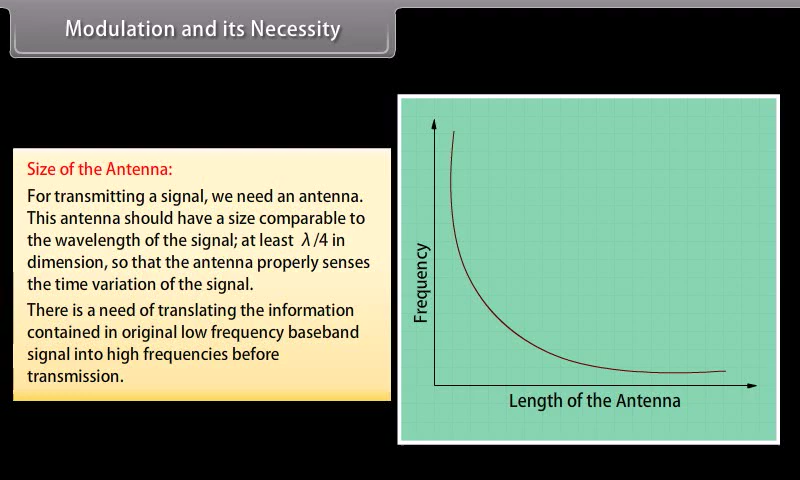 Modulation and its Necessity
Size of the Antenna:
For transmitting a signal, we need an antenna.
This antenna should have a size comparable to
the wavelength of the signal; at least λ/4 in
dimension, so that the antenna properly senses
the time variation of the signal.
There is a need of translating the information
contained in original low frequency baseband
signal into high frequencies before
transmission.
Frequency
Length of the Antenna